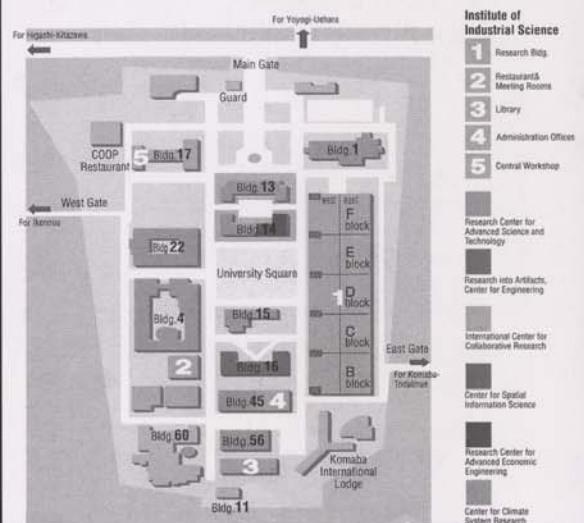 For Yoyogi-Uehara
For Higashi-Kitazawa
Main Gate
Guard
COOP
Restaurant
5 Bldg.17
Bldg.1
Bldg.13
Bldg.14
West Gate
For Ikenoue
Bldg.22
University Square
WEST EAST
F
block
E
block
1
D
block
C
block
B
block
Bldg.4
Bldg.15
2
Bldg.16
Bldg.45 4
East Gate
For Komaba-
Todaimae
Bldg.60
Bldg.56
3
Bldg.11
Komaba
International
Lodge
Institute of
Industrial Science
1 Research Bldg.
2 Restaurant&
Meeting Rooms
3 Library
4 Administration Offices
5 Central Workshop
Research Center for
Advanced Science and
Technology
Research into Artifacts,
Center for Engineering
International Center for
Collaborative Research
Center for Spatial
Information Science
Research Center for
Advanced Economic
Engineering
Center for Climate
System Research